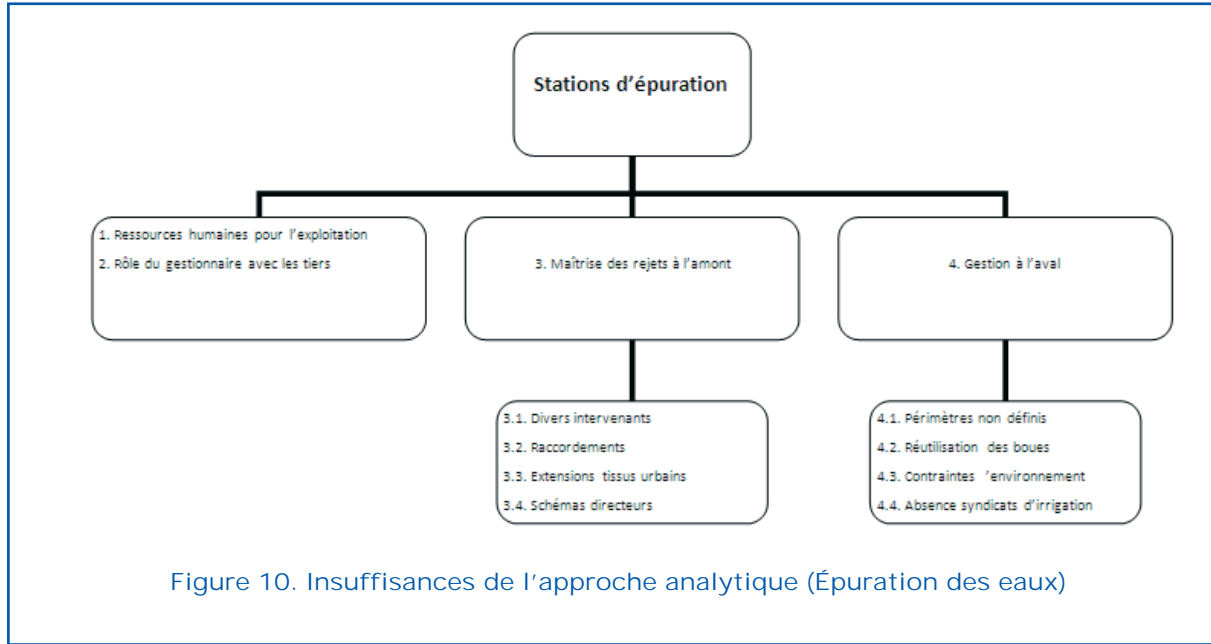 Stations d'épuration
1. Ressources humaines pour l'exploitation
2. Rôle du gestionnaire avec les tiers
3. Maîtrise des rejets à l'amont
4. Gestion à l'aval
3.1. Divers intervenants
3.2. Raccordements
3.3. Extensions tissus urbains
3.4. Schémas directeurs
4.1. Périmètres non définis
4.2. Réutilisation des boues
4.3. Contraintes 'environnement
4.4. Absence syndicats d'irrigation
Figure 10. Insuffisances de l'approche analytique (Épuration des eaux)